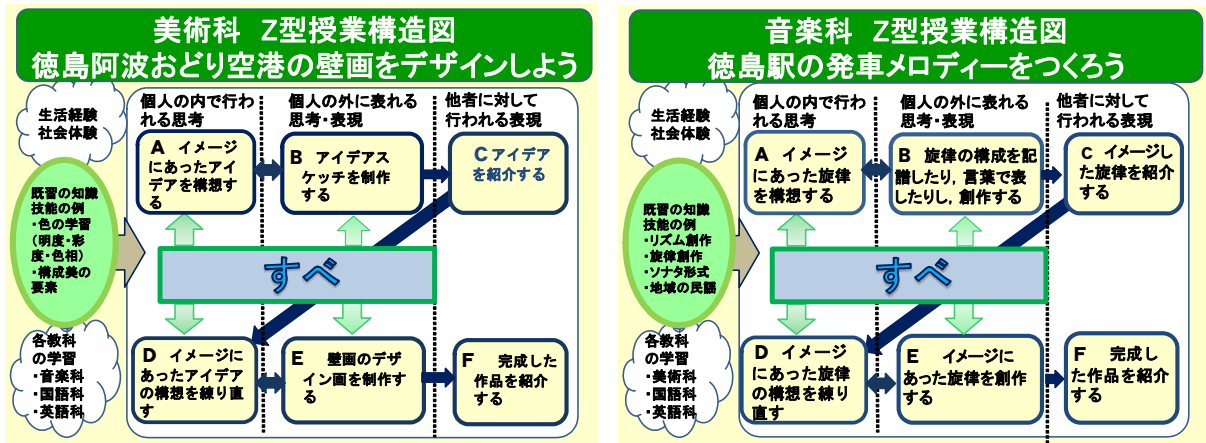 美術科 Z型授業構造図
徳島阿波おどり空港の壁画をデザインしよう
生活経験
社会体験
既習の知識
技能の例
・色の学習
(明度・彩
度・色相)
・構成美の
要素
各教科
の学習
・音楽科
・国語科
・英語科
個人の内で行わ
れる思考
個人の外に表れる
思考・表現
他者に対して
行われる表現
A イメージ
にあったアイ
デアを構想す
る
B アイデアス
ケッチを制作
する
Cアイデア
を紹介する
すべ
D イメージに
あったアイデア
の構想を練り直
す
E 壁画のデザ
イン画を制作す
る
F 完成した
作品を紹介
する
音楽科 Z型授業構造図
徳島駅の発車メロディーをつくろう
生活経験
社会体験
既習の知識
技能の例
・リズム創作
・旋律創作
・ソナタ形式
・地域の民謡
各教科
の学習
・美術科
・国語科
・英語科
個人の内で行わ
れる思考
個人の外に表れる
思考・表現
他者に対して
行われる表現
A イメージ
にあった旋律
を構想する
B 旋律の構成を記
譜したり、言葉で表
したりし,創作する
C イメージし
た旋律を紹介
する
すべ
D イメージ
にあった旋律
の構想を練り
直す
E イメージに
あった旋律を創作
する
F 完成し
た作品を紹介
する